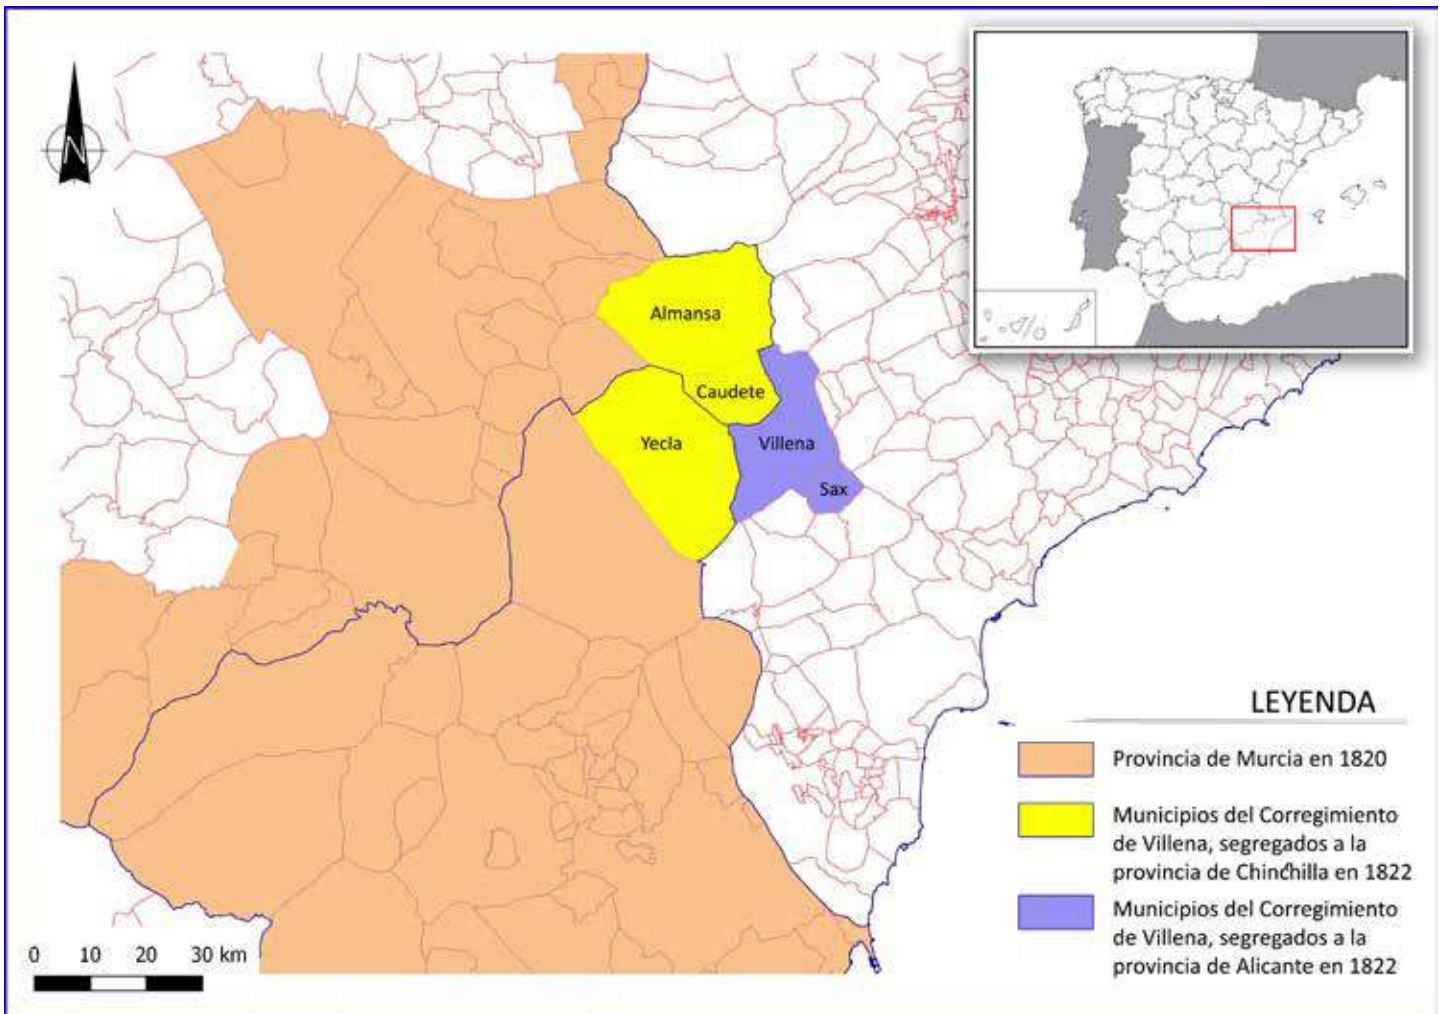 N
Almansa
Caudete
Yecla
Villena
Sax
LEYENDA
Provincia de Murcia en 1820
Municipios del Corregimiento
de Villena, segregados a la
provincia de Chinchilla en 1822
Municipios del Corregimiento
de Villena, segregados a la
provincia de Alicante en 1822
0 10 20 30 km